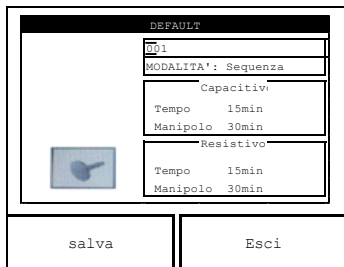 DEFAULT
001
MODALITA': Sequenza
Capacitivo
Tempo 15min
Manipolo 30min
Resistivo
Tempo 15min
Manipolo 30min
salva Esci